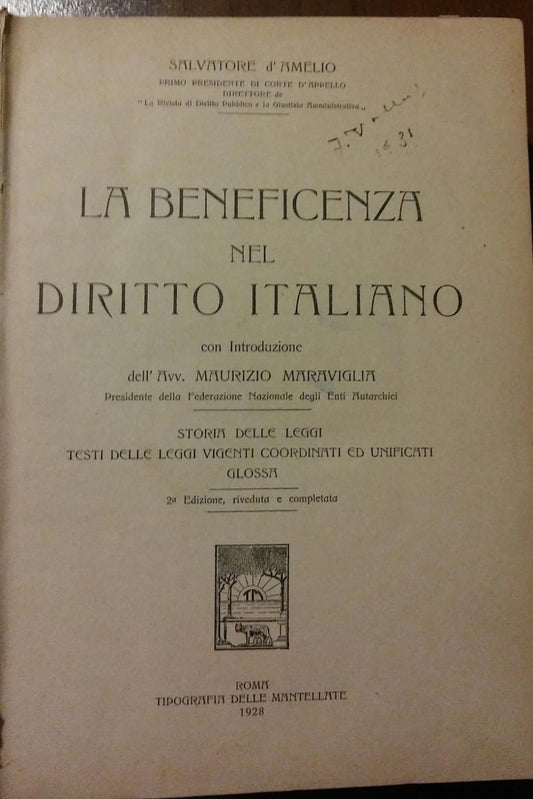 SALVATORE d'AMELIO
PRIMO PRESIDENTE DI CORTE D'APPELLO
DIRETTORE de
"La Rivista di Diritto Pubblico e la Giustizia Amministrativa„
1931
LA BENEFICENZA
NEL
DIRITTO ITALIANO
con Introduzione
dell' Avv. MAURIZIO MARAVIGLIA
Presidente della Federazione Nazionale degli Enti Autarchici
STORIA DELLE LEGGI
TESTI DELLE LEGGI VIGENTI COORDINATI ED UNIFICATI
GLOSSA
2ª Edizione, riveduta e completata
ROMA
TIPOGRAFIA DELLE MANTELLATE
1928